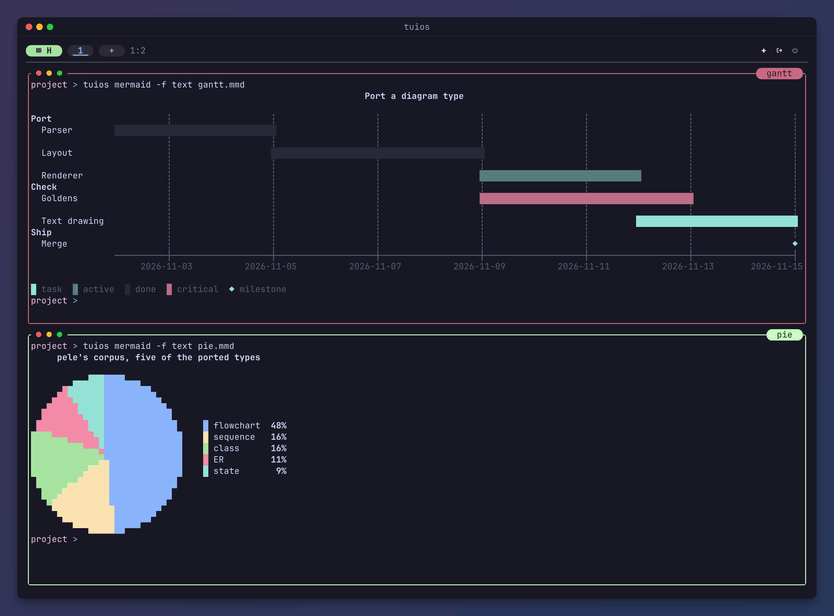 tuios
H 1 + 1:2
gantt
project > tuios mermaid -f text gantt.mmd
Port a diagram type
Port
Parser
Layout
Renderer
Check
Goldens
Text drawing
Ship
Merge
2026-11-03 2026-11-05 2026-11-07 2026-11-09 2026-11-11 2026-11-13 2026-11-15
task active done critical milestone
project >
pie
project > tuios mermaid -f text pie.mmd
pele's corpus, five of the ported types
flowchart 48%
sequence 16%
class 16%
ER 11%
state 9%
project >